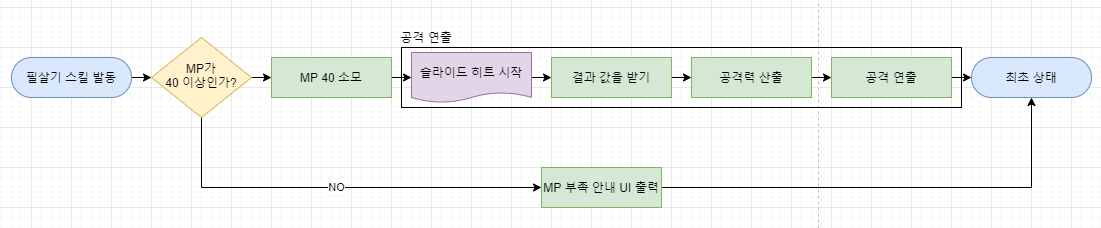 공격 연출
필살기 스킬 발동
MP가
40 이상인가?
MP 40 소모
슬라이드 히트 시작
결과 값을 받기
공격력 산출
공격 연출
최초 상태
NO
MP 부족 안내 UI 출력